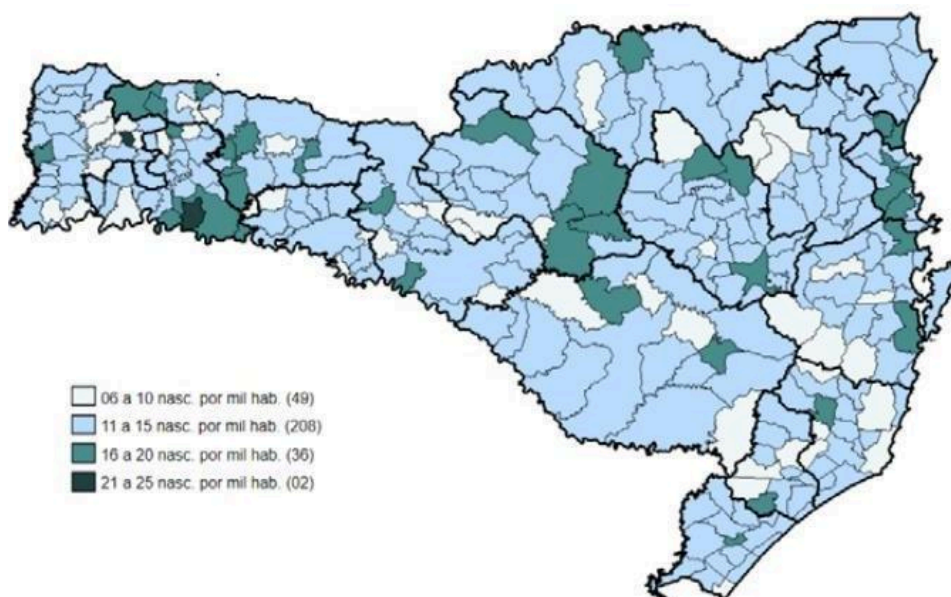 06 a 10 nasc. por mil hab. (49)
11 a 15 nasc. por mil hab. (208)
16 a 20 nasc. por mil hab. (36)
21 a 25 nasc. por mil hab. (02)